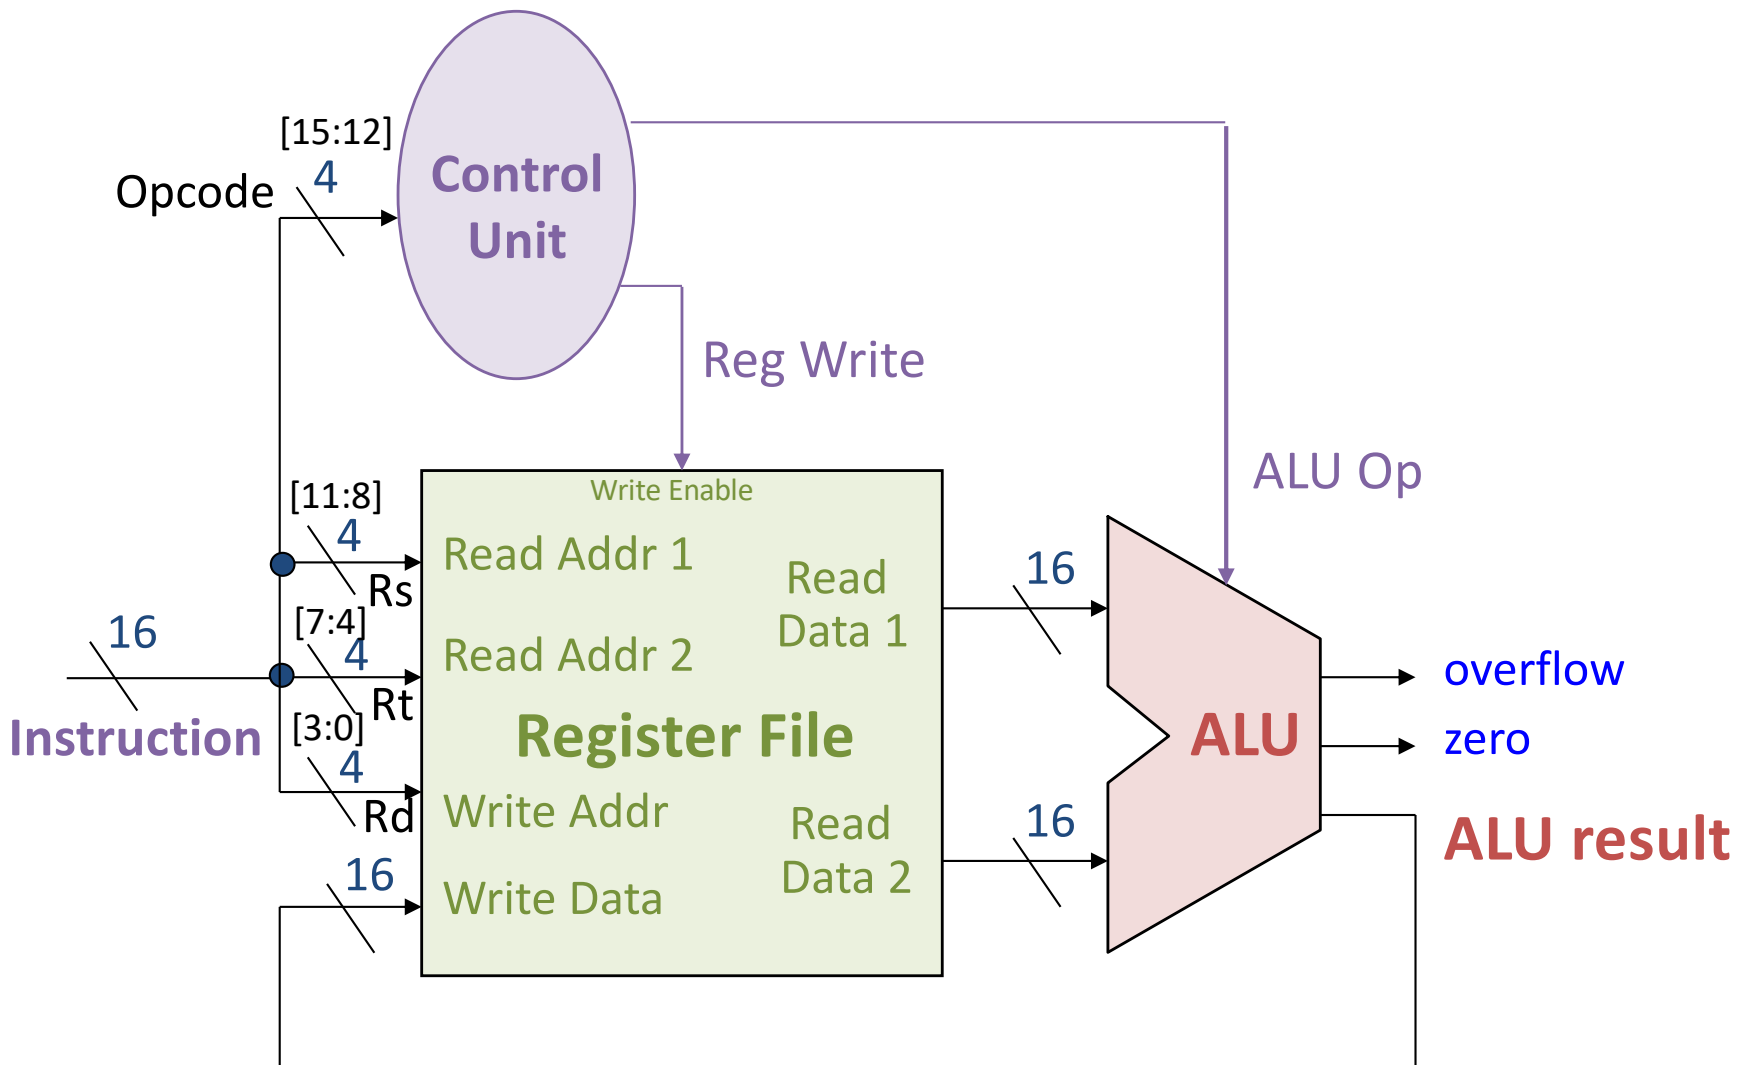 [15:12]
4
Opcode
Control
Unit
Reg Write
ALU Op
[11:8]
4
Rs
[7:4]
4
Rt
[3:0]
4
Rd
16
Instruction
16
Write Enable
Read Addr 1
Read Addr 2
Register File
Write Addr
Write Data
Read
Data 1
Read
Data 2
16
16
ALU
overflow
zero
ALU result